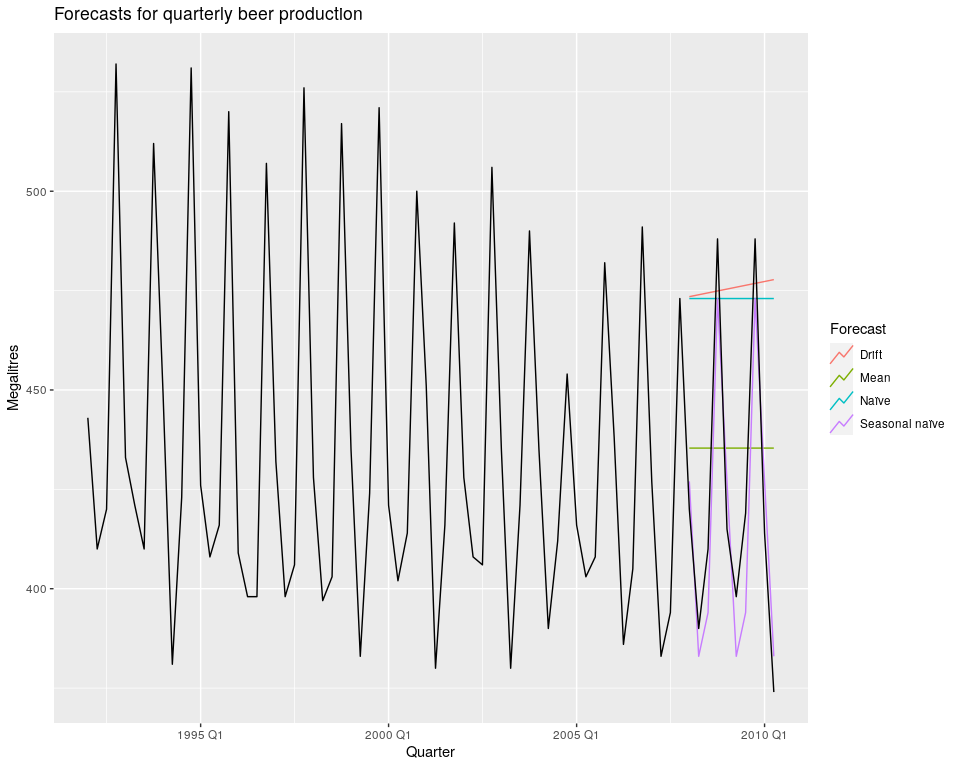 Forecasts for quarterly beer production
500
450
400
Megalitres
1995 Q1
2000 Q1
2005 Q1
2010 Q1
Quarter
Forecast
Drift
Mean
Naïve
Seasonal naïve